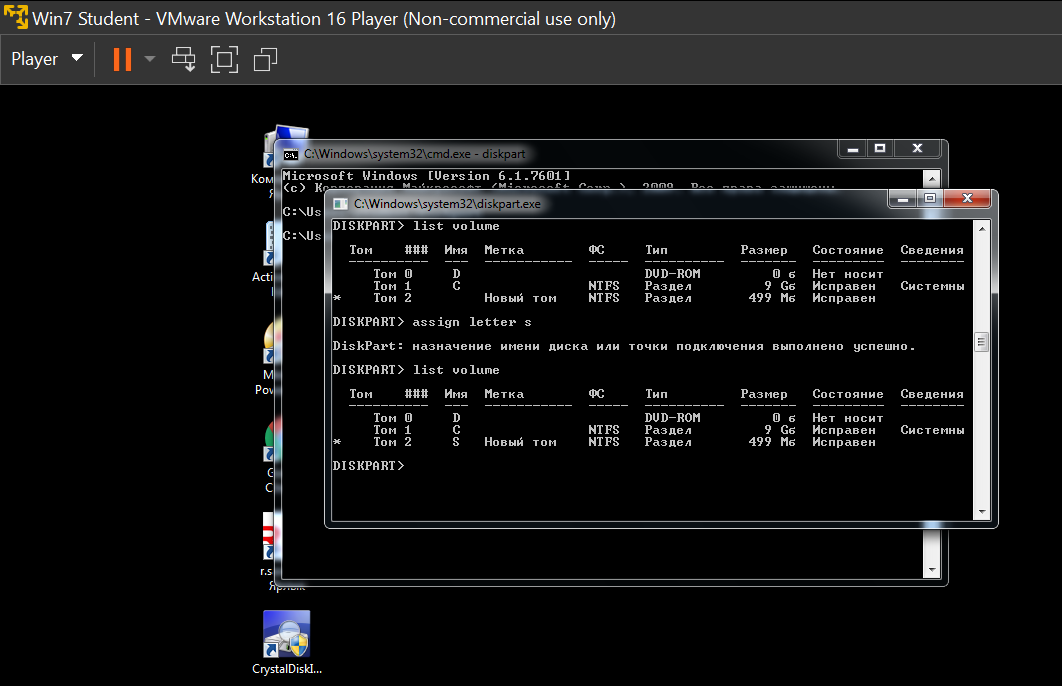 Win7 Student - VMware Workstation 16 Player (Non-commercial use only)
Player
C:\Windows\system32\cmd.exe - diskpart
Microsoft Windows [Version 6.1.7601]
(c) Корпорация Майкрософт (Microsoft Corp.), 2009. Все права защищены.
C:\Us
C:\Us
C:\Windows\system32\diskpart.exe
DISKPART> list volume
Том ### Имя Метка ФС Тип Размер Состояние Сведения
Том 0 D DVD-ROM 0 б Нет носит
Том 1 C NTFS Раздел 9 Gб Исправен Системны
* Том 2 Новый том NTFS Раздел 499 Mб Исправен
DISKPART> assign letter s
DiskPart: назначение имени диска или точки подключения выполнено успешно.
DISKPART> list volume
Том ### Имя Метка ФС Тип Размер Состояние Сведения
Том 0 D DVD-ROM 0 б Нет носит
Том 1 C NTFS Раздел 9 Gб Исправен Системны
* Том 2 S Новый том NTFS Раздел 499 Mб Исправен
DISKPART>
Ком
Acti
M
Pow
G
C
r.s
Ярлык
CrystalDiskI...